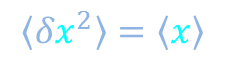 ⟨δx²⟩ = ⟨x⟩